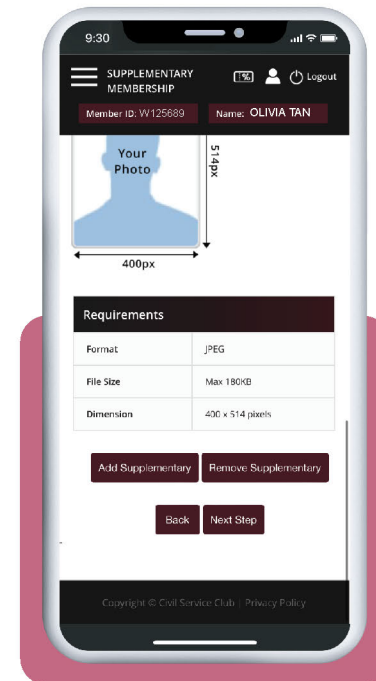 9:30
SUPPLEMENTARY
MEMBERSHIP
Logout
Member ID: W125689
Name: OLIVIA TAN
Your
Photo
514px
400px
Requirements
Format JPEG
File Size Max 180KB
Dimension 400 x 514 pixels
Add Supplementary Remove Supplementary
Back Next Step
Copyright © Civil Service Club | Privacy Policy